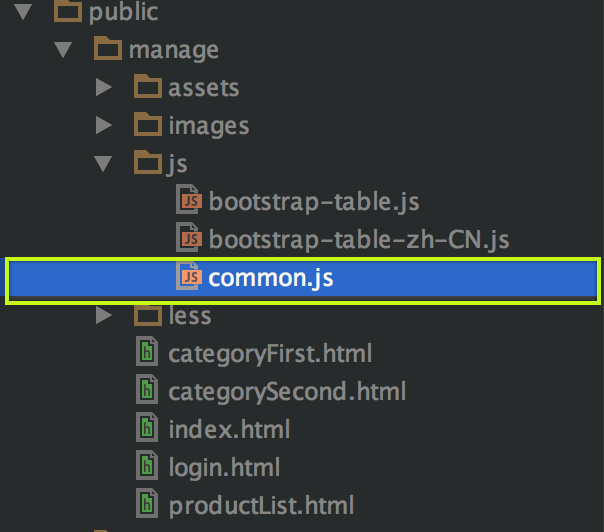 public
manage
assets
images
js
JS bootstrap-table.js
JS bootstrap-table-zh-CN.js
JS common.js
less
h categoryFirst.html
h categorySecond.html
h index.html
h login.html
h productList.html